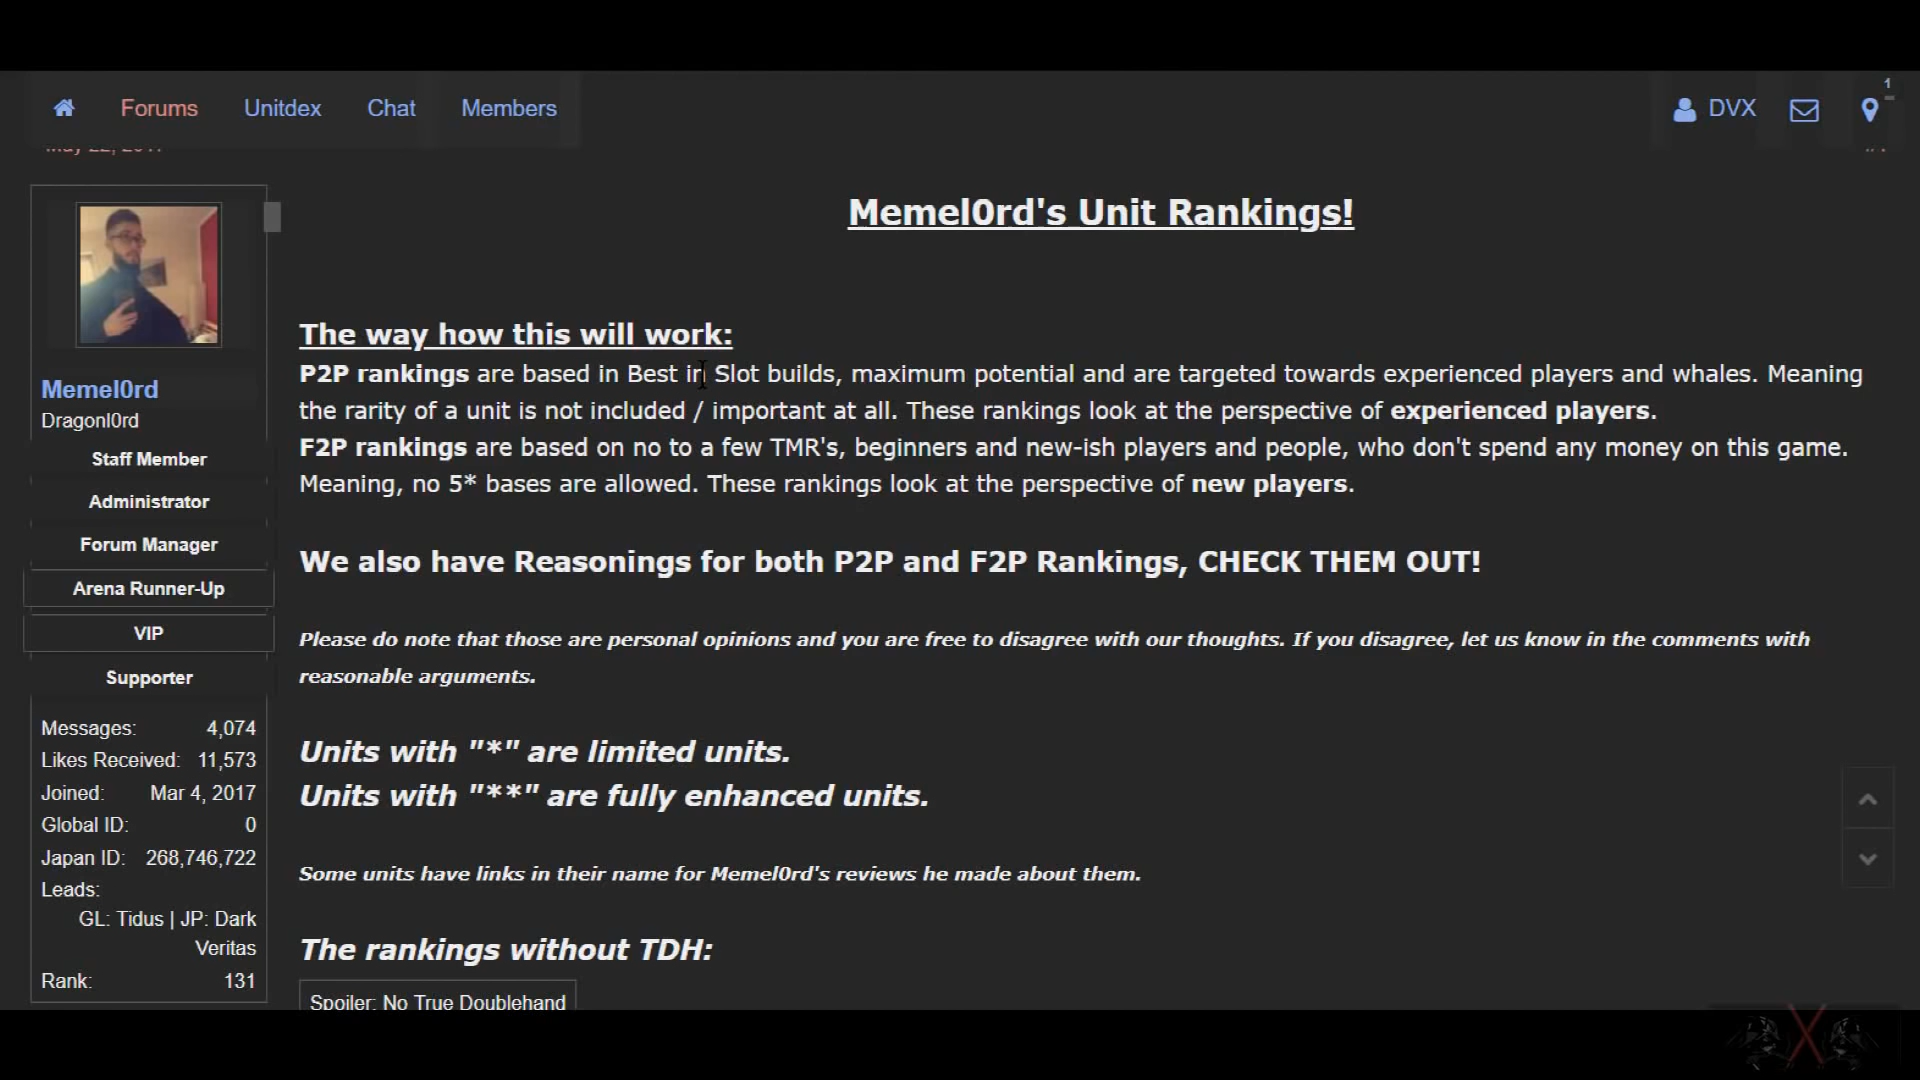 1
Forums Unitdex Chat Members DVX
Memel0rd's Unit Rankings!
The way how this will work:
P2P rankings are based in Best in Slot builds, maximum potential and are targeted towards experienced players and whales. Meaning
the rarity of a unit is not included / important at all. These rankings look at the perspective of experienced players.
F2P rankings are based on no to a few TMR's, beginners and new-ish players and people, who don't spend any money on this game.
Meaning, no 5* bases are allowed. These rankings look at the perspective of new players.
We also have Reasonings for both P2P and F2P Rankings, CHECK THEM OUT!
Please do note that those are personal opinions and you are free to disagree with our thoughts. If you disagree, let us know in the comments with
reasonable arguments.
Units with "*" are limited units.
Units with "**" are fully enhanced units.
Some units have links in their name for Memel0rd's reviews he made about them.
The rankings without TDH:
Spoiler: No True Doublehand
Memel0rd
Dragonl0rd
Staff Member
Administrator
Forum Manager
Arena Runner-Up
VIP
Supporter
Messages: 4,074
Likes Received: 11,573
Joined: Mar 4, 2017
Global ID: 0
Japan ID: 268,746,722
Leads:
GL: Tidus | JP: Dark
Veritas
Rank: 131